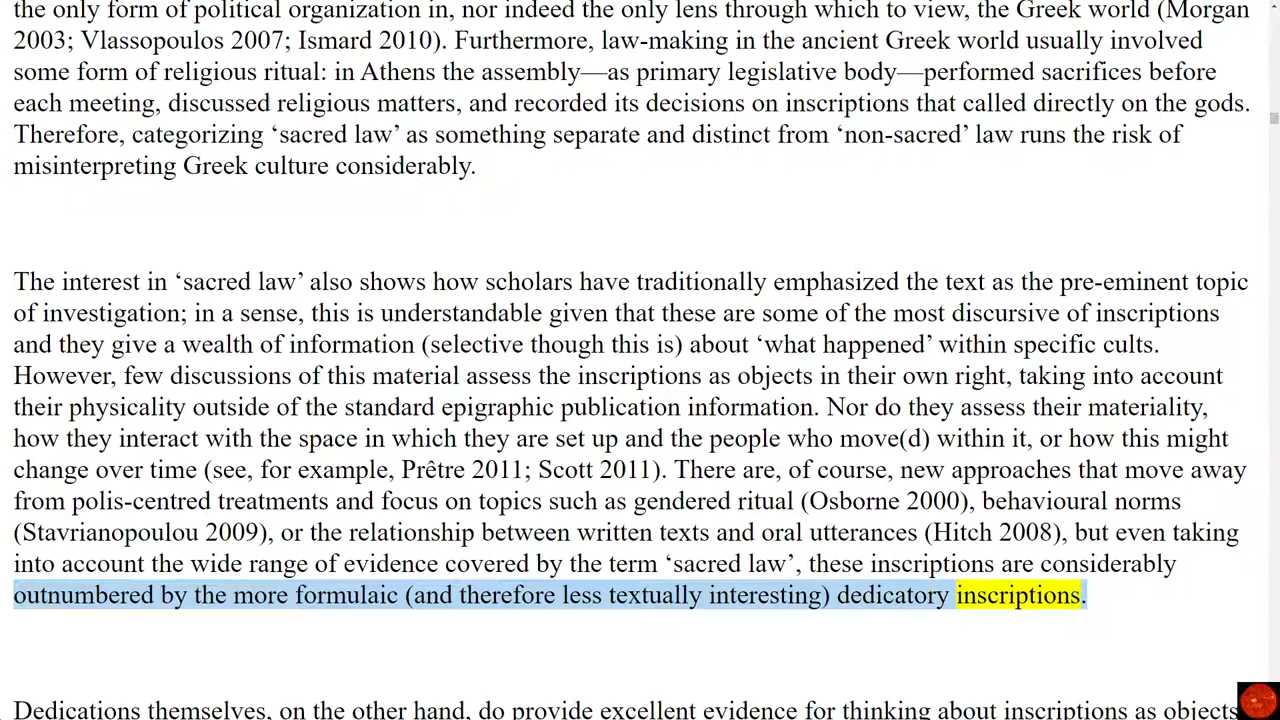 the only form of political organization in, nor indeed the only lens through which to view, the Greek world (Morgan
2003; Vlassopoulos 2007; Ismard 2010). Furthermore, law-making in the ancient Greek world usually involved
some form of religious ritual: in Athens the assembly—as primary legislative body—performed sacrifices before
each meeting, discussed religious matters, and recorded its decisions on inscriptions that called directly on the gods.
Therefore, categorizing ‘sacred law’ as something separate and distinct from ‘non-sacred’ law runs the risk of
misinterpreting Greek culture considerably.
The interest in ‘sacred law’ also shows how scholars have traditionally emphasized the text as the pre-eminent topic
of investigation; in a sense, this is understandable given that these are some of the most discursive of inscriptions
and they give a wealth of information (selective though this is) about ‘what happened’ within specific cults.
However, few discussions of this material assess the inscriptions as objects in their own right, taking into account
their physicality outside of the standard epigraphic publication information. Nor do they assess their materiality,
how they interact with the space in which they are set up and the people who move(d) within it, or how this might
change over time (see, for example, Prêtre 2011; Scott 2011). There are, of course, new approaches that move away
from polis-centred treatments and focus on topics such as gendered ritual (Osborne 2000), behavioural norms
(Stavrianopoulou 2009), or the relationship between written texts and oral utterances (Hitch 2008), but even taking
into account the wide range of evidence covered by the term ‘sacred law’, these inscriptions are considerably
outnumbered by the more formulaic (and therefore less textually interesting) dedicatory inscriptions.
Dedications themselves, on the other hand, do provide excellent evidence for thinking about inscriptions as objects